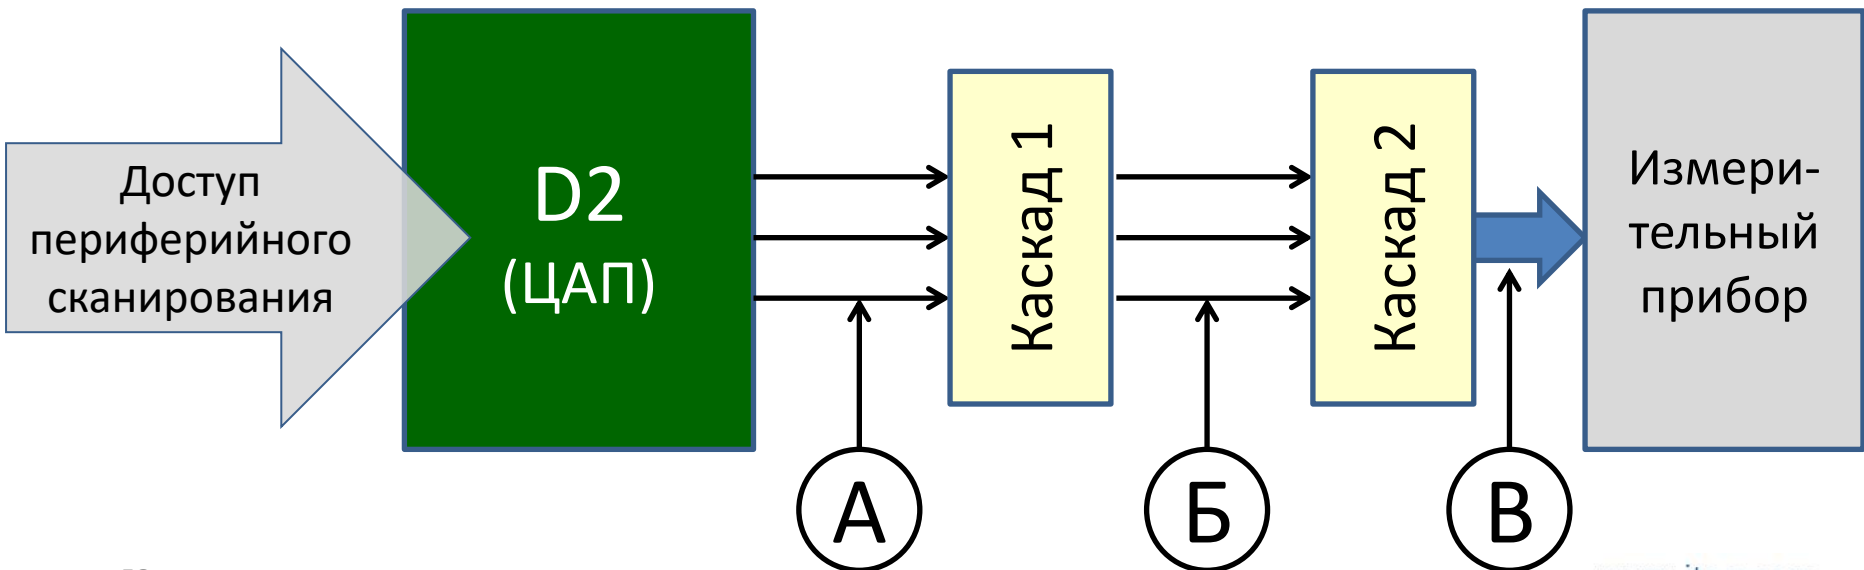 Доступ
периферийного
сканирования
D2
(ЦАП)
Каскад 1
Каскад 2
Измери-
тельный
прибор
А
Б
В